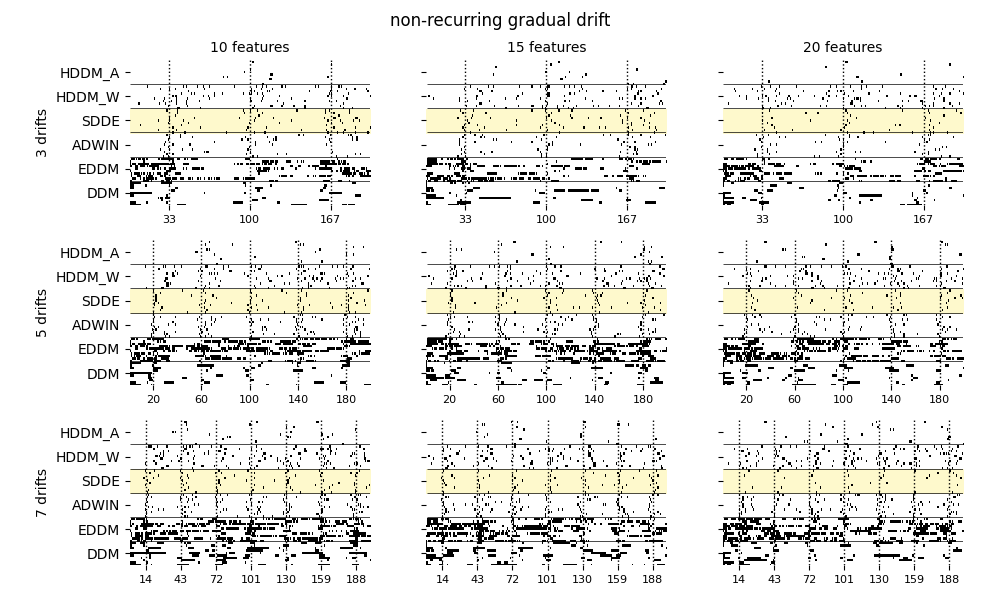 non-recurring gradual drift
10 features
15 features
20 features
3 drifts
HDDM_A
HDDM_W
SDDE
ADWIN
EDDM
DDM
33 100 167
33 100 167
33 100 167
5 drifts
HDDM_A
HDDM_W
SDDE
ADWIN
EDDM
DDM
20 60 100 140 180
20 60 100 140 180
20 60 100 140 180
7 drifts
HDDM_A
HDDM_W
SDDE
ADWIN
EDDM
DDM
14 43 72 101 130 159 188
14 43 72 101 130 159 188
14 43 72 101 130 159 188